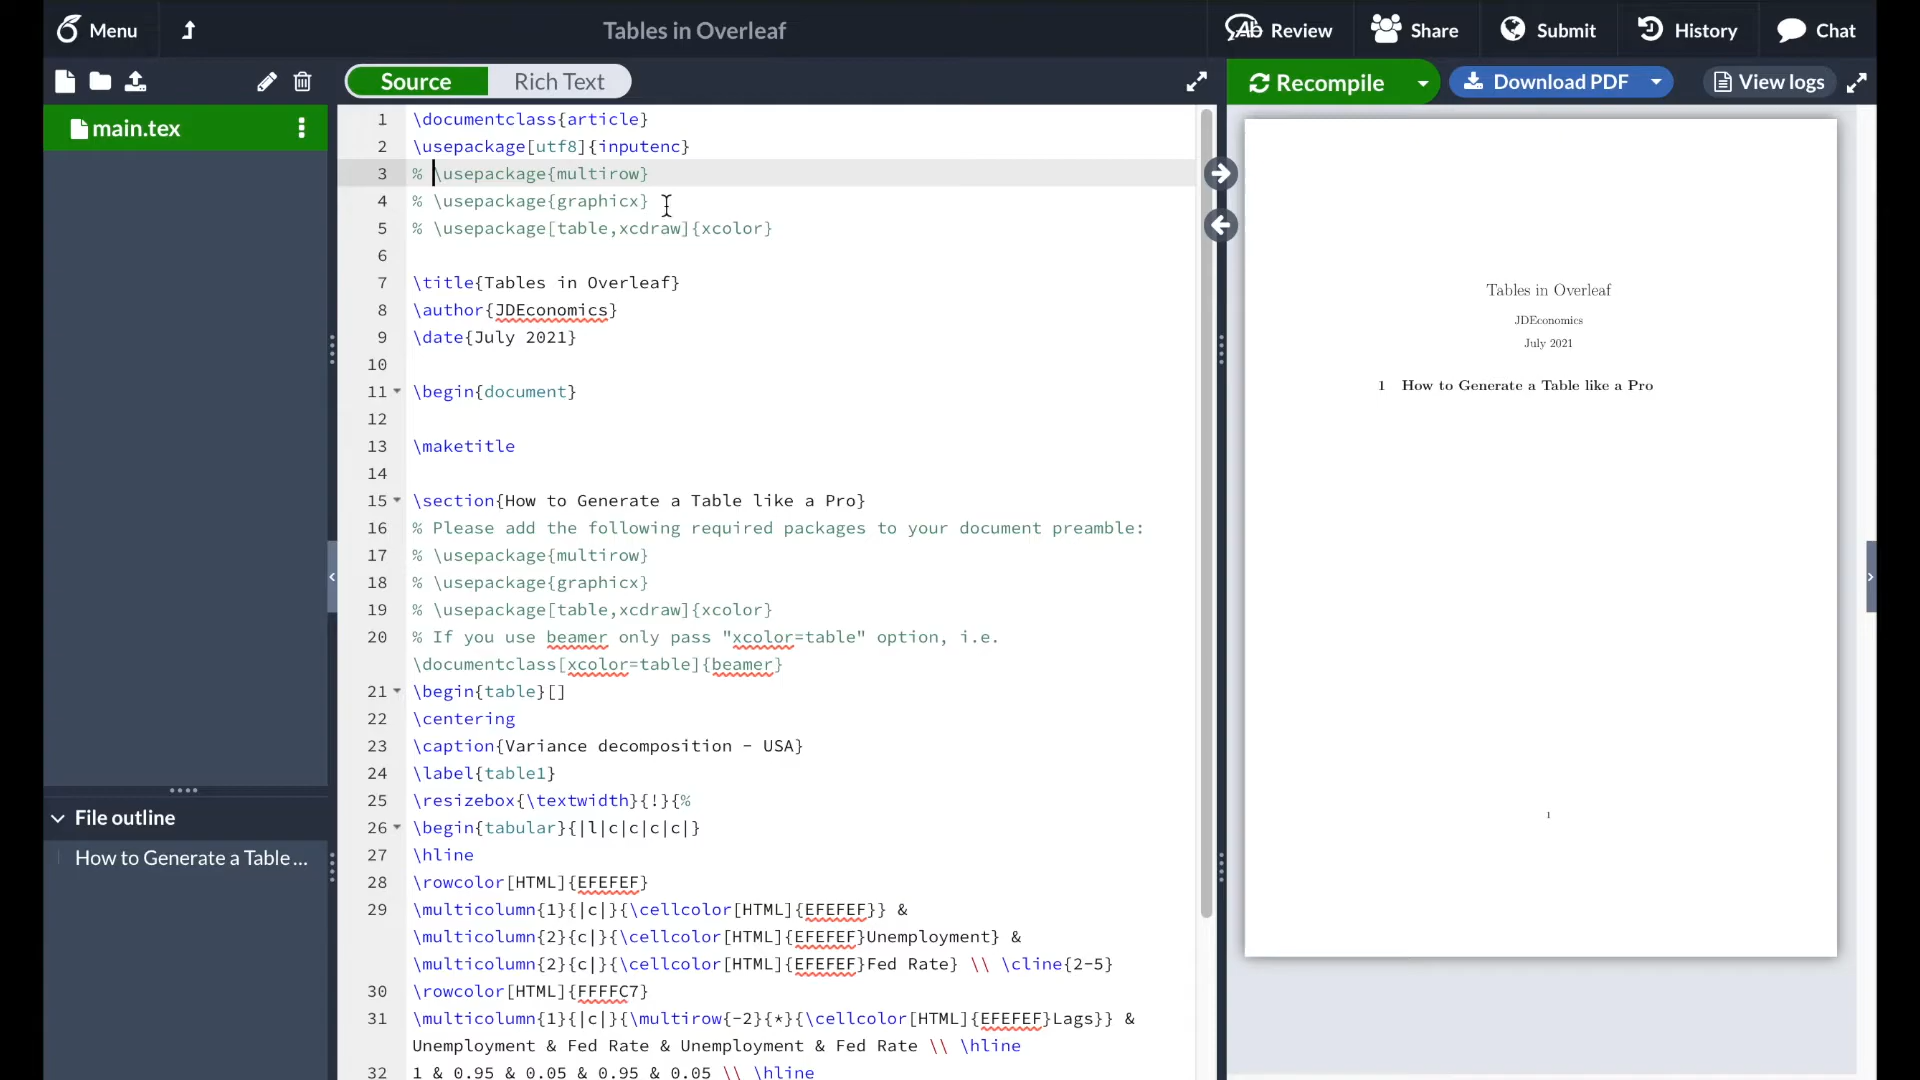 Menu
Tables in Overleaf
Review
Share
Submit
History
Chat
Source
Rich Text
Recompile
Download PDF
View logs
main.tex
1 \documentclass{article}
2 \usepackage[utf8]{inputenc}
3 % \usepackage{multirow}
4 % \usepackage{graphicx}
5 % \usepackage[table,xcdraw]{xcolor}
6
7 \title{Tables in Overleaf}
8 \author{JDEconomics}
9 \date{July 2021}
10
11 \begin{document}
12
13 \maketitle
14
15 \section{How to Generate a Table like a Pro}
16 % Please add the following required packages to your document preamble:
17 % \usepackage{multirow}
18 % \usepackage{graphicx}
19 % \usepackage[table,xcdraw]{xcolor}
20 % If you use beamer only pass "xcolor=table" option, i.e.
\documentclass[xcolor=table]{beamer}
21 \begin{table}[]
22 \centering
23 \caption{Variance decomposition - USA}
24 \label{table1}
25 \resizebox{\textwidth}{!}{%
26 \begin{tabular}{|l|c|c|c|c|}
27 \hline
28 \rowcolor[HTML]{EFEFEF}
29 \multicolumn{1}{|c|}{\cellcolor[HTML]{EFEFEF}} &
\multicolumn{2}{c|}{\cellcolor[HTML]{EFEFEF}Unemployment} &
\multicolumn{2}{c|}{\cellcolor[HTML]{EFEFEF}Fed Rate} \\ \cline{2-5}
30 \rowcolor[HTML]{FFFFC7}
31 \multicolumn{1}{|c|}{\multirow{-2}{*}{\cellcolor[HTML]{EFEFEF}Lags}} &
Unemployment & Fed Rate & Unemployment & Fed Rate \\ \hline
32 1 & 0.95 & 0.05 & 0.95 & 0.05 \\ \hline
File outline
How to Generate a Table ...
Tables in Overleaf
JDEconomics
July 2021
1 How to Generate a Table like a Pro
1